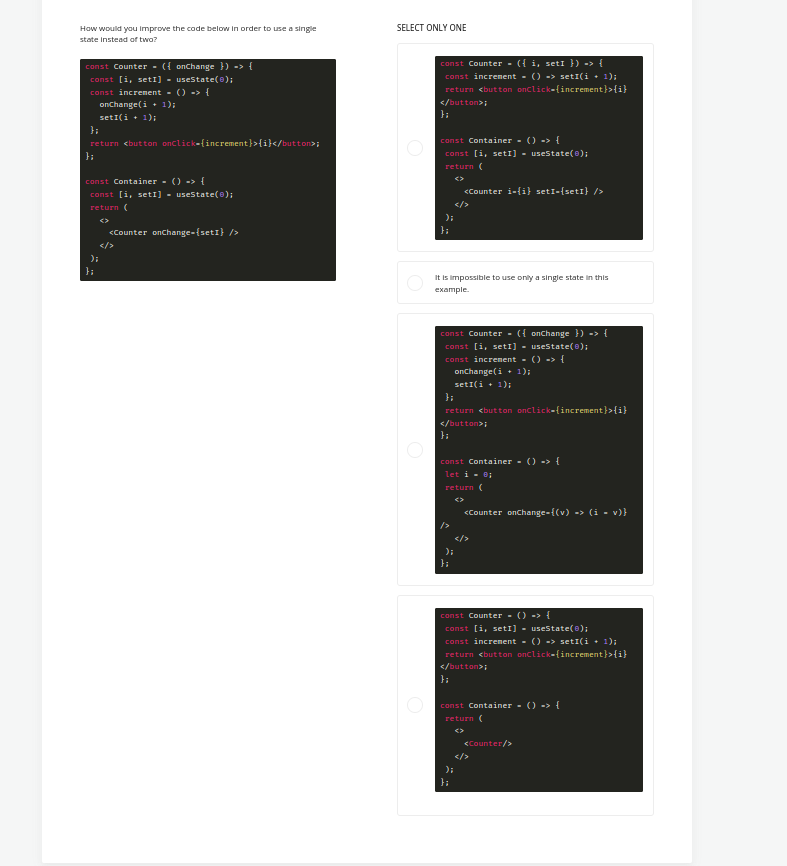 How would you improve the code below in order to use a single
state instead of two?
const Counter = ({ onChange }) => {
const [i, setI] = useState(0);
const increment = () => {
onChange(i + 1);
setI(i + 1);
};
return <button onClick={increment}>{i}</button>;
};
const Container = () => {
const [i, setI] = useState(0);
return (
<>
<Counter onChange={setI} />
</>
);
};
SELECT ONLY ONE
const Counter = ({ i, setI }) => {
const increment = () => setI(i + 1);
return <button onClick={increment}>{i}
</button>;
};
const Container = () => {
const [i, setI] = useState(0);
return (
<>
<Counter i={i} setI={setI} />
</>
);
};
It is impossible to use only a single state in this
example.
const Counter = ({ onChange }) => {
const [i, setI] = useState(0);
const increment = () => {
onChange(i + 1);
setI(i + 1);
};
return <button onClick={increment}>{i}
</button>;
};
const Container = () => {
let i = 0;
return (
<>
<Counter onChange={(v) => (i = v)}
/>
</>
);
};
const Counter = () => {
const [i, setI] = useState(0);
const increment = () => setI(i + 1);
return <button onClick={increment}>{i}
</button>;
};
const Container = () => {
return (
<>
<Counter/>
</>
);
};